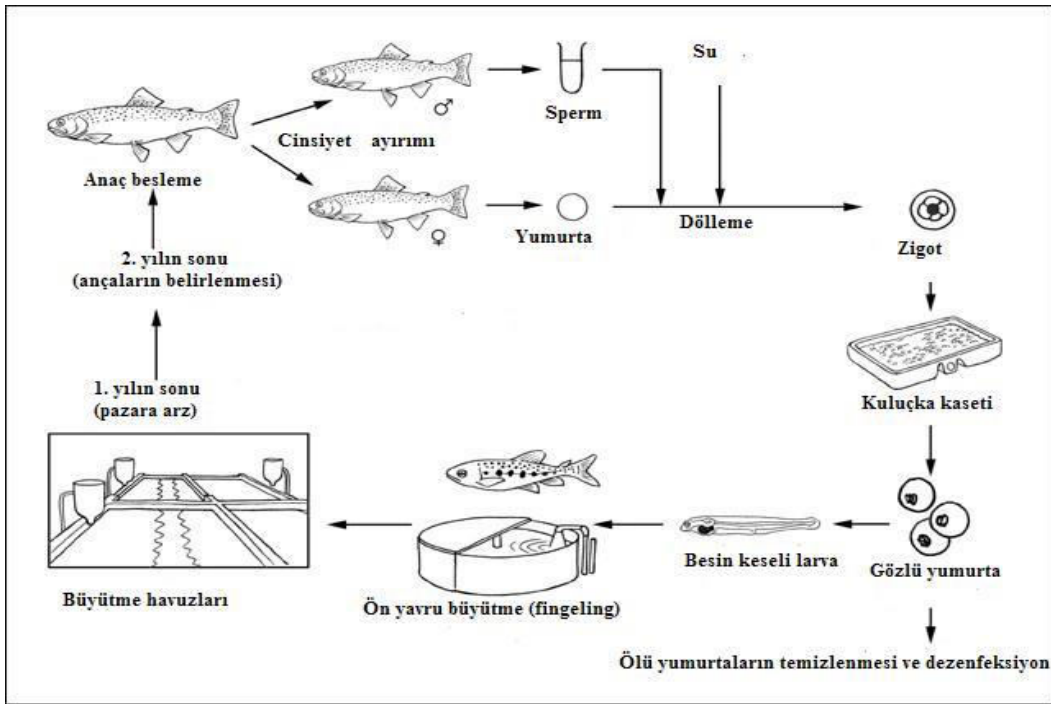 Su
Sperm
♂
Cinsiyet ayırımı
Anaç besleme
♀
Yumurta
Dölleme
Zigot
2. yılın sonu
(ançaların belirlenmesi)
Kuluçka kaseti
1. yılın sonu
(pazara arz)
Besin keseli larva
Gözlü yumurta
Büyütme havuzları
Ön yavru büyütme (fingeling)
Ölü yumurtaların temizlenmesi ve dezenfeksiyon